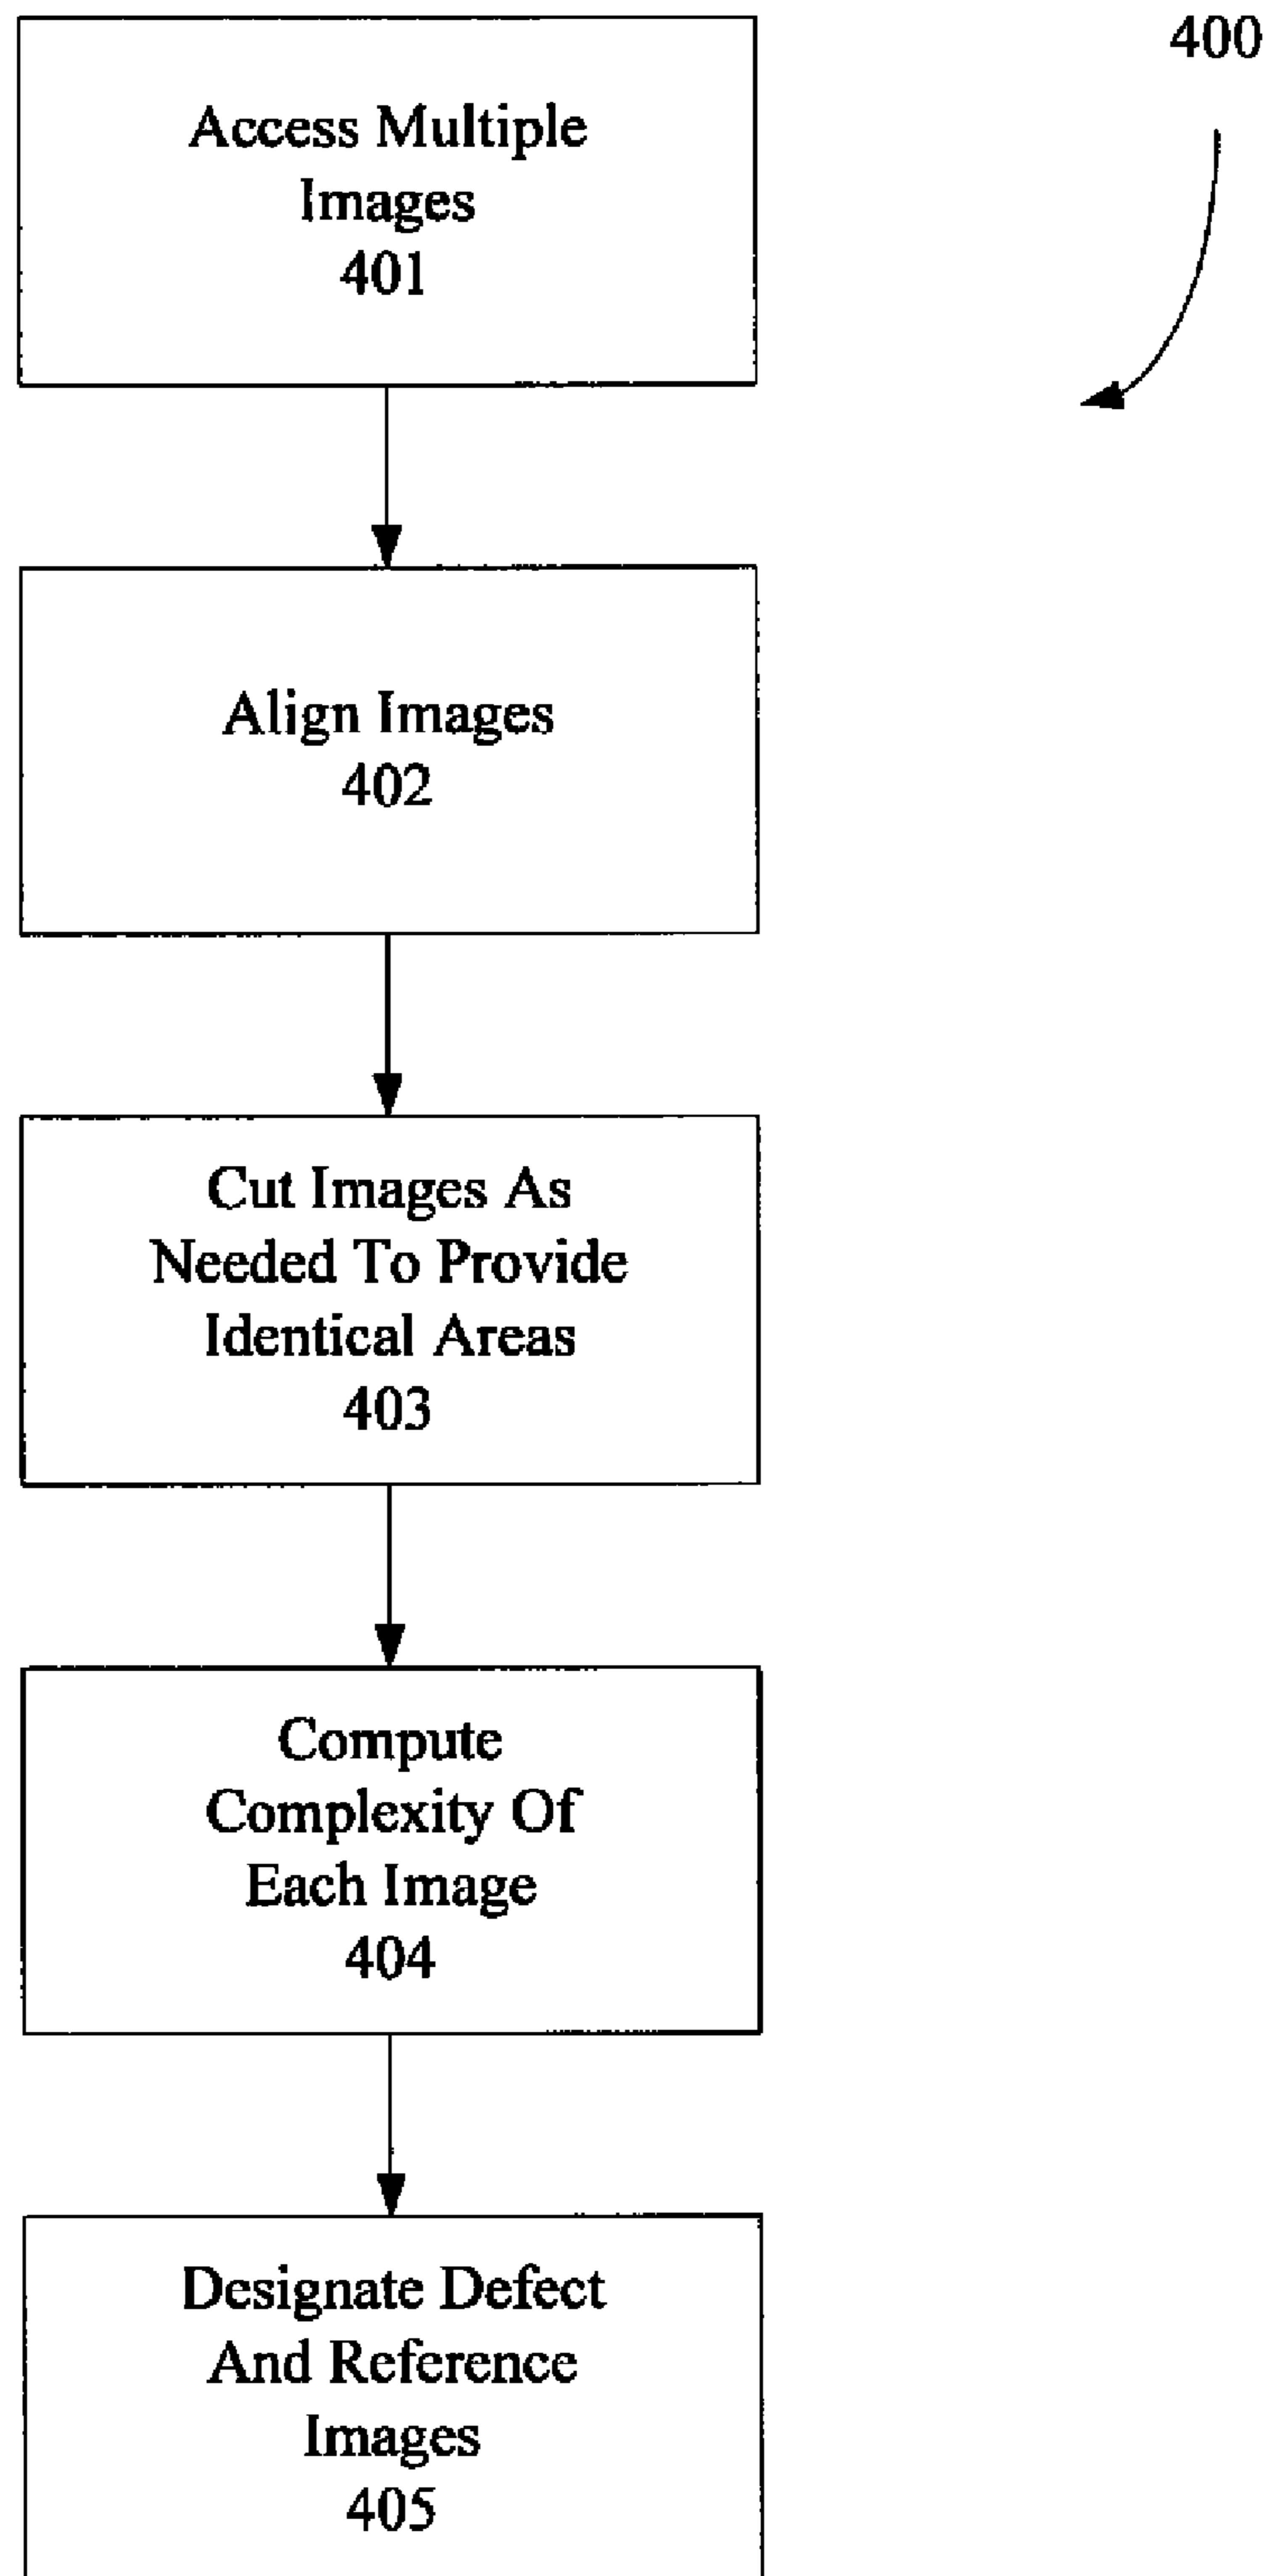 400
Access Multiple
Images
401
Align Images
402
Cut Images As
Needed To Provide
Identical Areas
403
Compute
Complexity Of
Each Image
404
Designate Defect
And Reference
Images
405